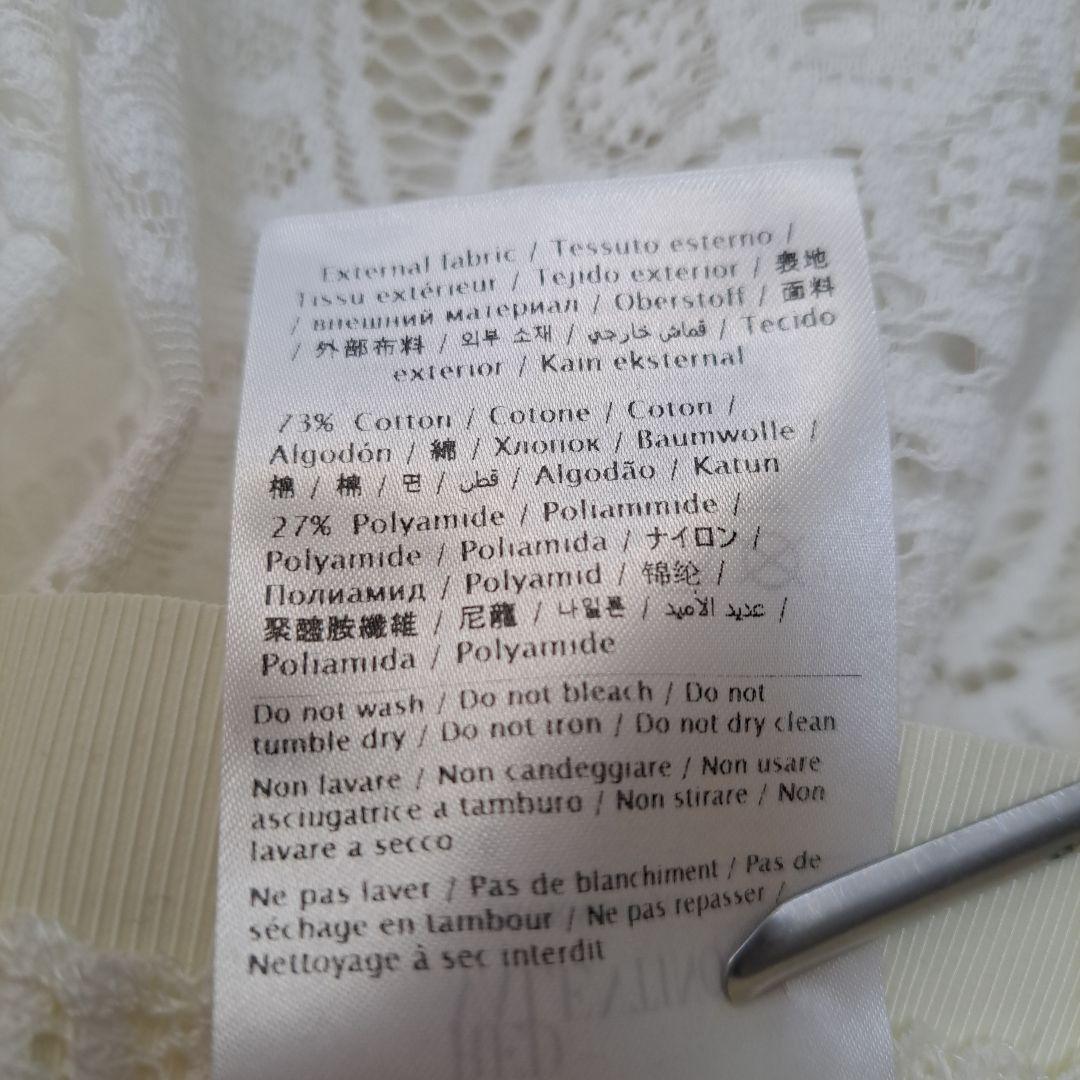 External fabric / Tessuto esterno /
Tissu extérieur / Tejido exterior / 表地
/ внешний материал / Oberstoff / 面料
/ 外部布料 / 외부 소재 / قماش خارجي / Tecido
exterior / Kain eksternal
73% Cotton / Cotone / Coton /
Algodón / 綿 / Хлопок / Baumwolle /
棉 / 棉 / 면 / قطن / Algodão / Katun
27% Polyamide / Poliammide /
Polyamide / Poliamida / ナイロン /
Полиамид / Polyamid / 锦纶 /
聚醯胺纖維 / 尼龍 / 나일론 / عديد الأميد /
Poliamida / Polyamide
Do not wash / Do not bleach / Do not
tumble dry / Do not iron / Do not dry clean
Non lavare / Non candeggiare / Non usare
asciugatrice a tamburo / Non stirare / Non
lavare a secco
Ne pas laver / Pas de blanchiment / Pas de
séchage en tambour / Ne pas repasser /
Nettoyage à sec interdit